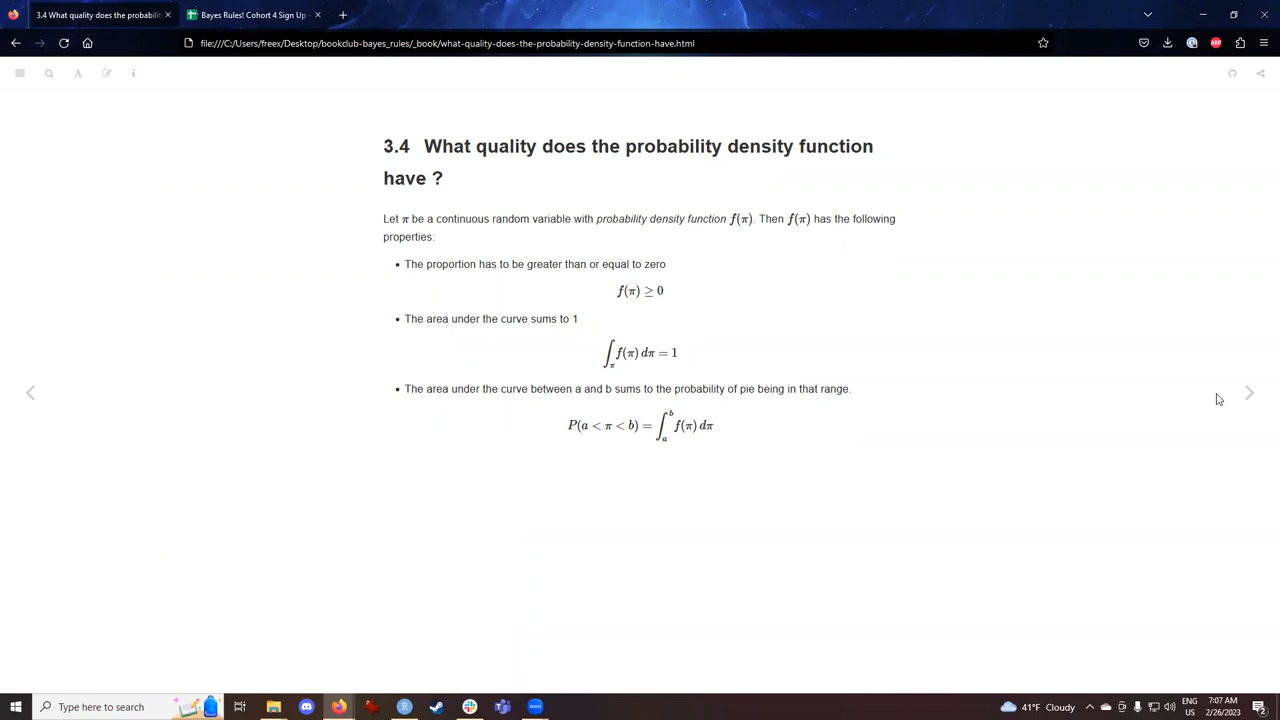 3.4 What quality does the probabilit
Bayes Rules! Cohort 4 Sign Up -
file:///C:/Users/freex/Desktop/bookclub-bayes_rules/_book/what-quality-does-the-probability-density-function-have.html
ABP
3.4 What quality does the probability density function
have ?
Let π be a continuous random variable with probability density function f(π). Then f(π) has the following
properties:
• The proportion has to be greater than or equal to zero
f(π) ≥ 0
• The area under the curve sums to 1
∫π f(π) dπ = 1
• The area under the curve between a and b sums to the probability of pie being in that range.
P(a < π < b) = ∫ₐᵇ f(π) dπ
Type here to search
zoom
41°F Cloudy
ENG
US
7:07 AM
2/26/2023
2